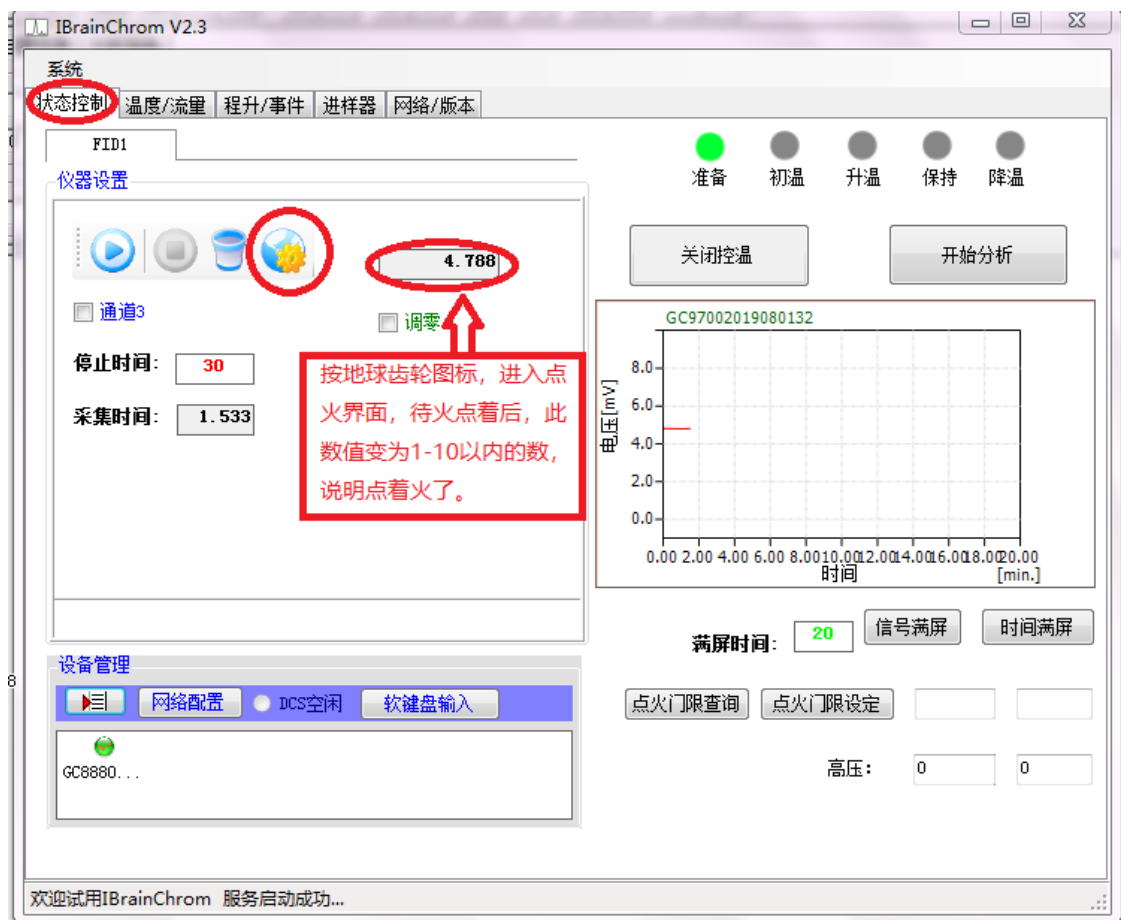 IBrainChrom V2.3
系统
状态控制 温度/流量 程升/事件 进样器 网络/版本
FID1
准备 初温 升温 保持 降温
仪器设置
4.788
关闭控温 开始分析
通道3
调零
GC97002019080132
停止时间: 30
采集时间: 1.533
按地球齿轮图标，进入点
火界面，待火点着后，此
数值变为1-10以内的数，
说明点着火了。
电压[mV]
8.0
6.0
4.0
2.0
0.0
0.00 2.00 4.00 6.00 8.00 10.00 12.00 14.00 16.00 18.00 20.00
时间 [min.]
满屏时间: 20 信号满屏 时间满屏
设备管理
网络配置 DCS空闲 软键盘输入
点火门限查询 点火门限设定
GC8880...
高压: 0 0
欢迎试用IBrainChrom 服务启动成功...
8